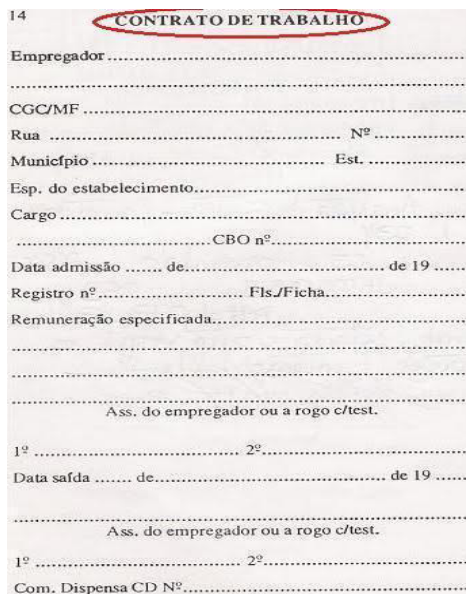 14
CONTRATO DE TRABALHO
Empregador
CGC/MF
Rua Nº
Município Est.
Esp. do estabelecimento
Cargo
CBO nº
Data admissão de de 19
Registro nº Fls./Ficha
Remuneração especificada
Ass. do empregador ou a rogo c/test.
1º 2º
Data saída de de 19
Ass. do empregador ou a rogo c/test.
1º 2º
Com. Dispensa CD Nº